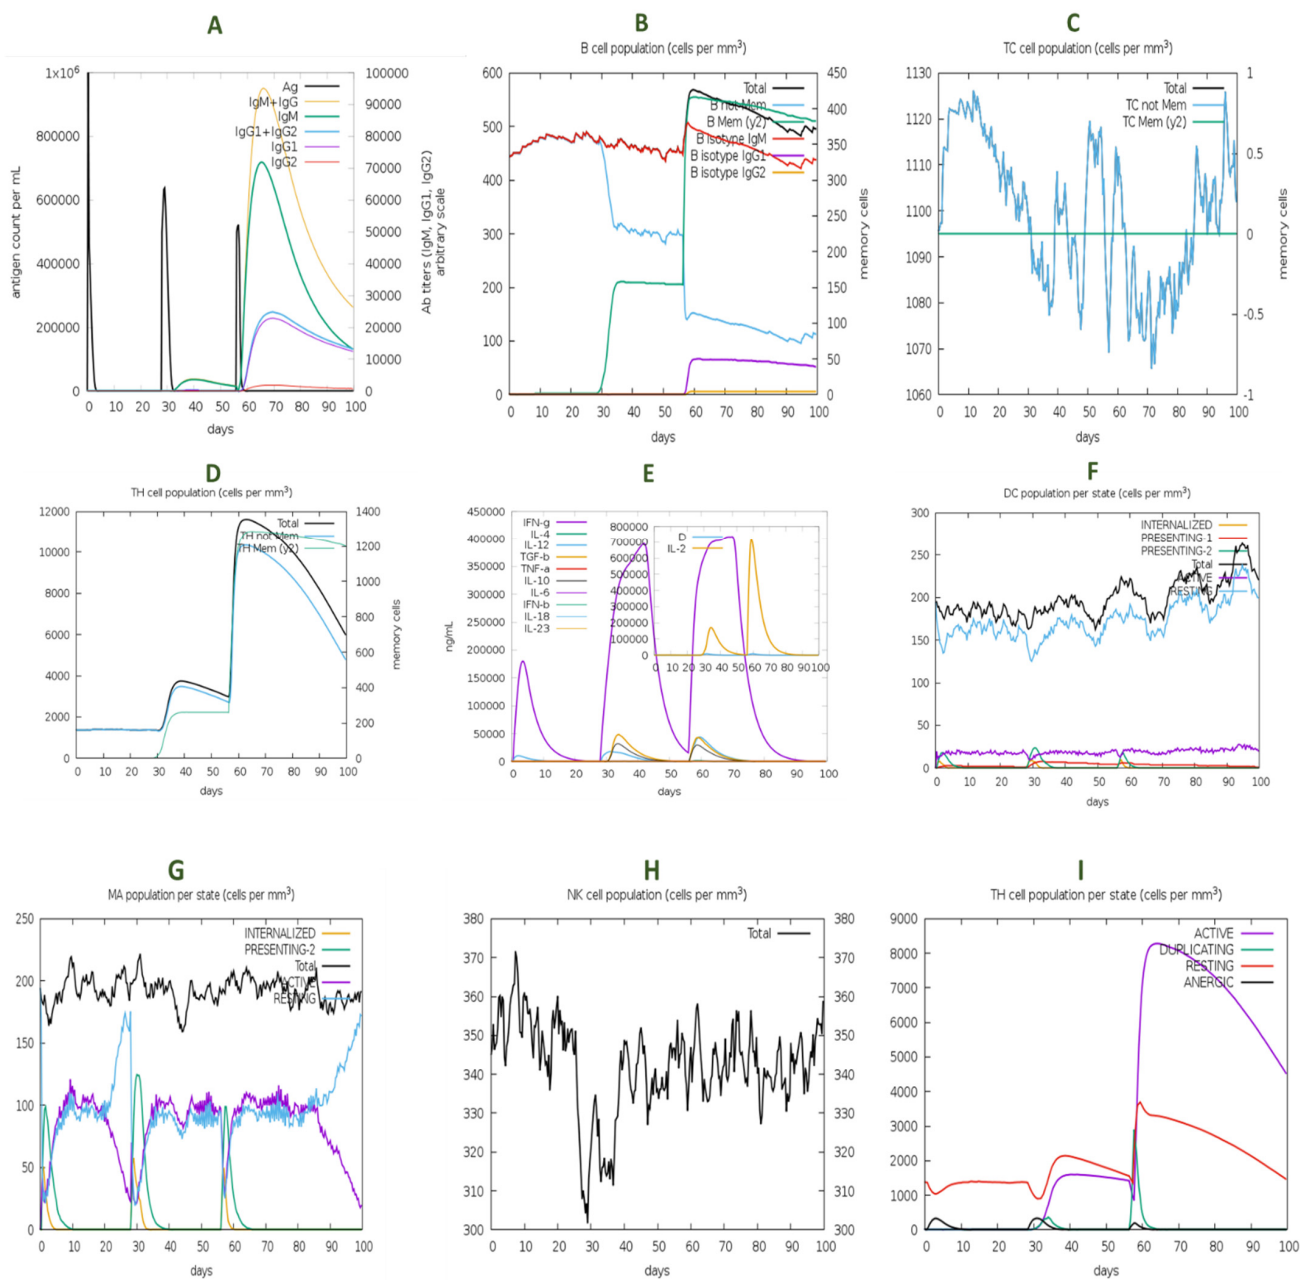 A
1×10⁶
800000
600000
400000
200000
0
100000
90000
80000
70000
60000
50000
40000
30000
20000
10000
0
Ag
IgM+IgG
IgM
IgG1+IgG2
IgG1
IgG2
antigen count per mL
Ab titers (IgM, IgG1, IgG2)
arbitrary scale
0 10 20 30 40 50 60 70 80 90 100
days
B
B cell population (cells per mm³)
600
500
400
300
200
100
0
450
400
350
300
250
200
150
100
50
0
Total
B not Mem
B Mem (y2)
B isotype IgM
B isotype IgG1
B isotype IgG2
memory cells
0 10 20 30 40 50 60 70 80 90 100
days
C
TC cell population (cells per mm³)
1130
1120
1110
1100
1090
1080
1070
1060
1
0.5
0
-0.5
-1
Total
TC not Mem
TC Mem (y2)
memory cells
0 10 20 30 40 50 60 70 80 90 100
days
D
TH cell population (cells per mm³)
12000
10000
8000
6000
4000
2000
0
1400
1200
1000
800
600
400
200
0
Total
TH not Mem
TH Mem (y2)
memory cells
0 10 20 30 40 50 60 70 80 90 100
days
E
450000
400000
350000
300000
250000
200000
150000
100000
50000
0
ng/mL
IFN-g
IL-4
IL-12
TGF-b
TNF-a
IL-10
IL-6
IFN-b
IL-18
IL-23
800000
700000
600000
500000
400000
300000
200000
100000
0
D
IL-2
0 10 20 30 40 50 60 70 80 90 100
0 10 20 30 40 50 60 70 80 90 100
days
F
DC population per state (cells per mm³)
300
250
200
150
100
50
0
INTERNALIZED
PRESENTING-1
PRESENTING-2
Total
ACTIVE
RESTING
0 10 20 30 40 50 60 70 80 90 100
days
G
MA population per state (cells per mm³)
250
200
150
100
50
0
INTERNALIZED
PRESENTING-2
Total
ACTIVE
RESTING
0 10 20 30 40 50 60 70 80 90 100
days
H
NK cell population (cells per mm³)
380
370
360
350
340
330
320
310
300
380
370
360
350
340
330
320
310
300
Total
0 10 20 30 40 50 60 70 80 90 100
days
I
TH cell population per state (cells per mm³)
9000
8000
7000
6000
5000
4000
3000
2000
1000
0
ACTIVE
DUPLICATING
RESTING
ANERGIC
0 10 20 30 40 50 60 70 80 90 100
days